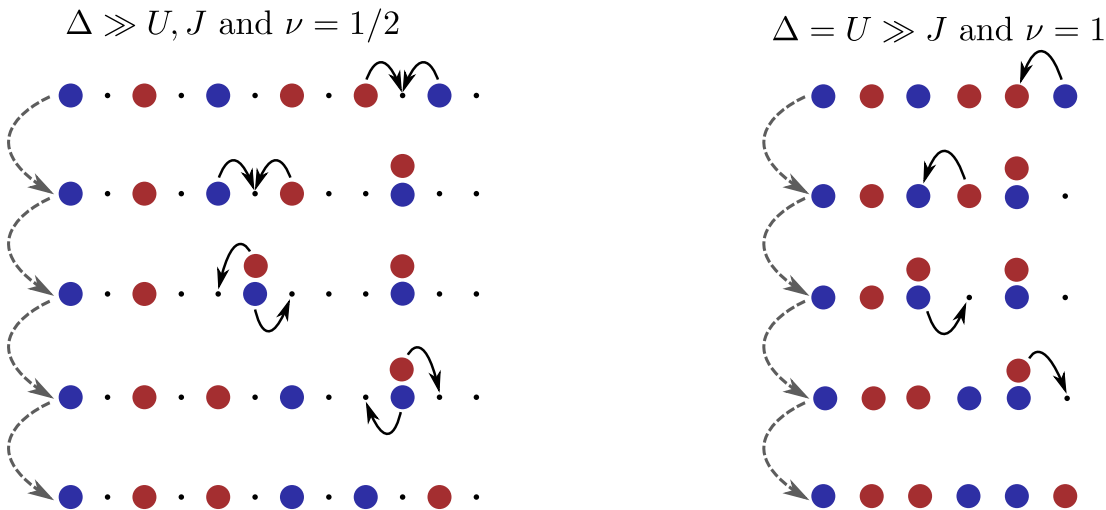 Δ ≫ U, J and ν = 1/2
Δ = U ≫ J and ν = 1